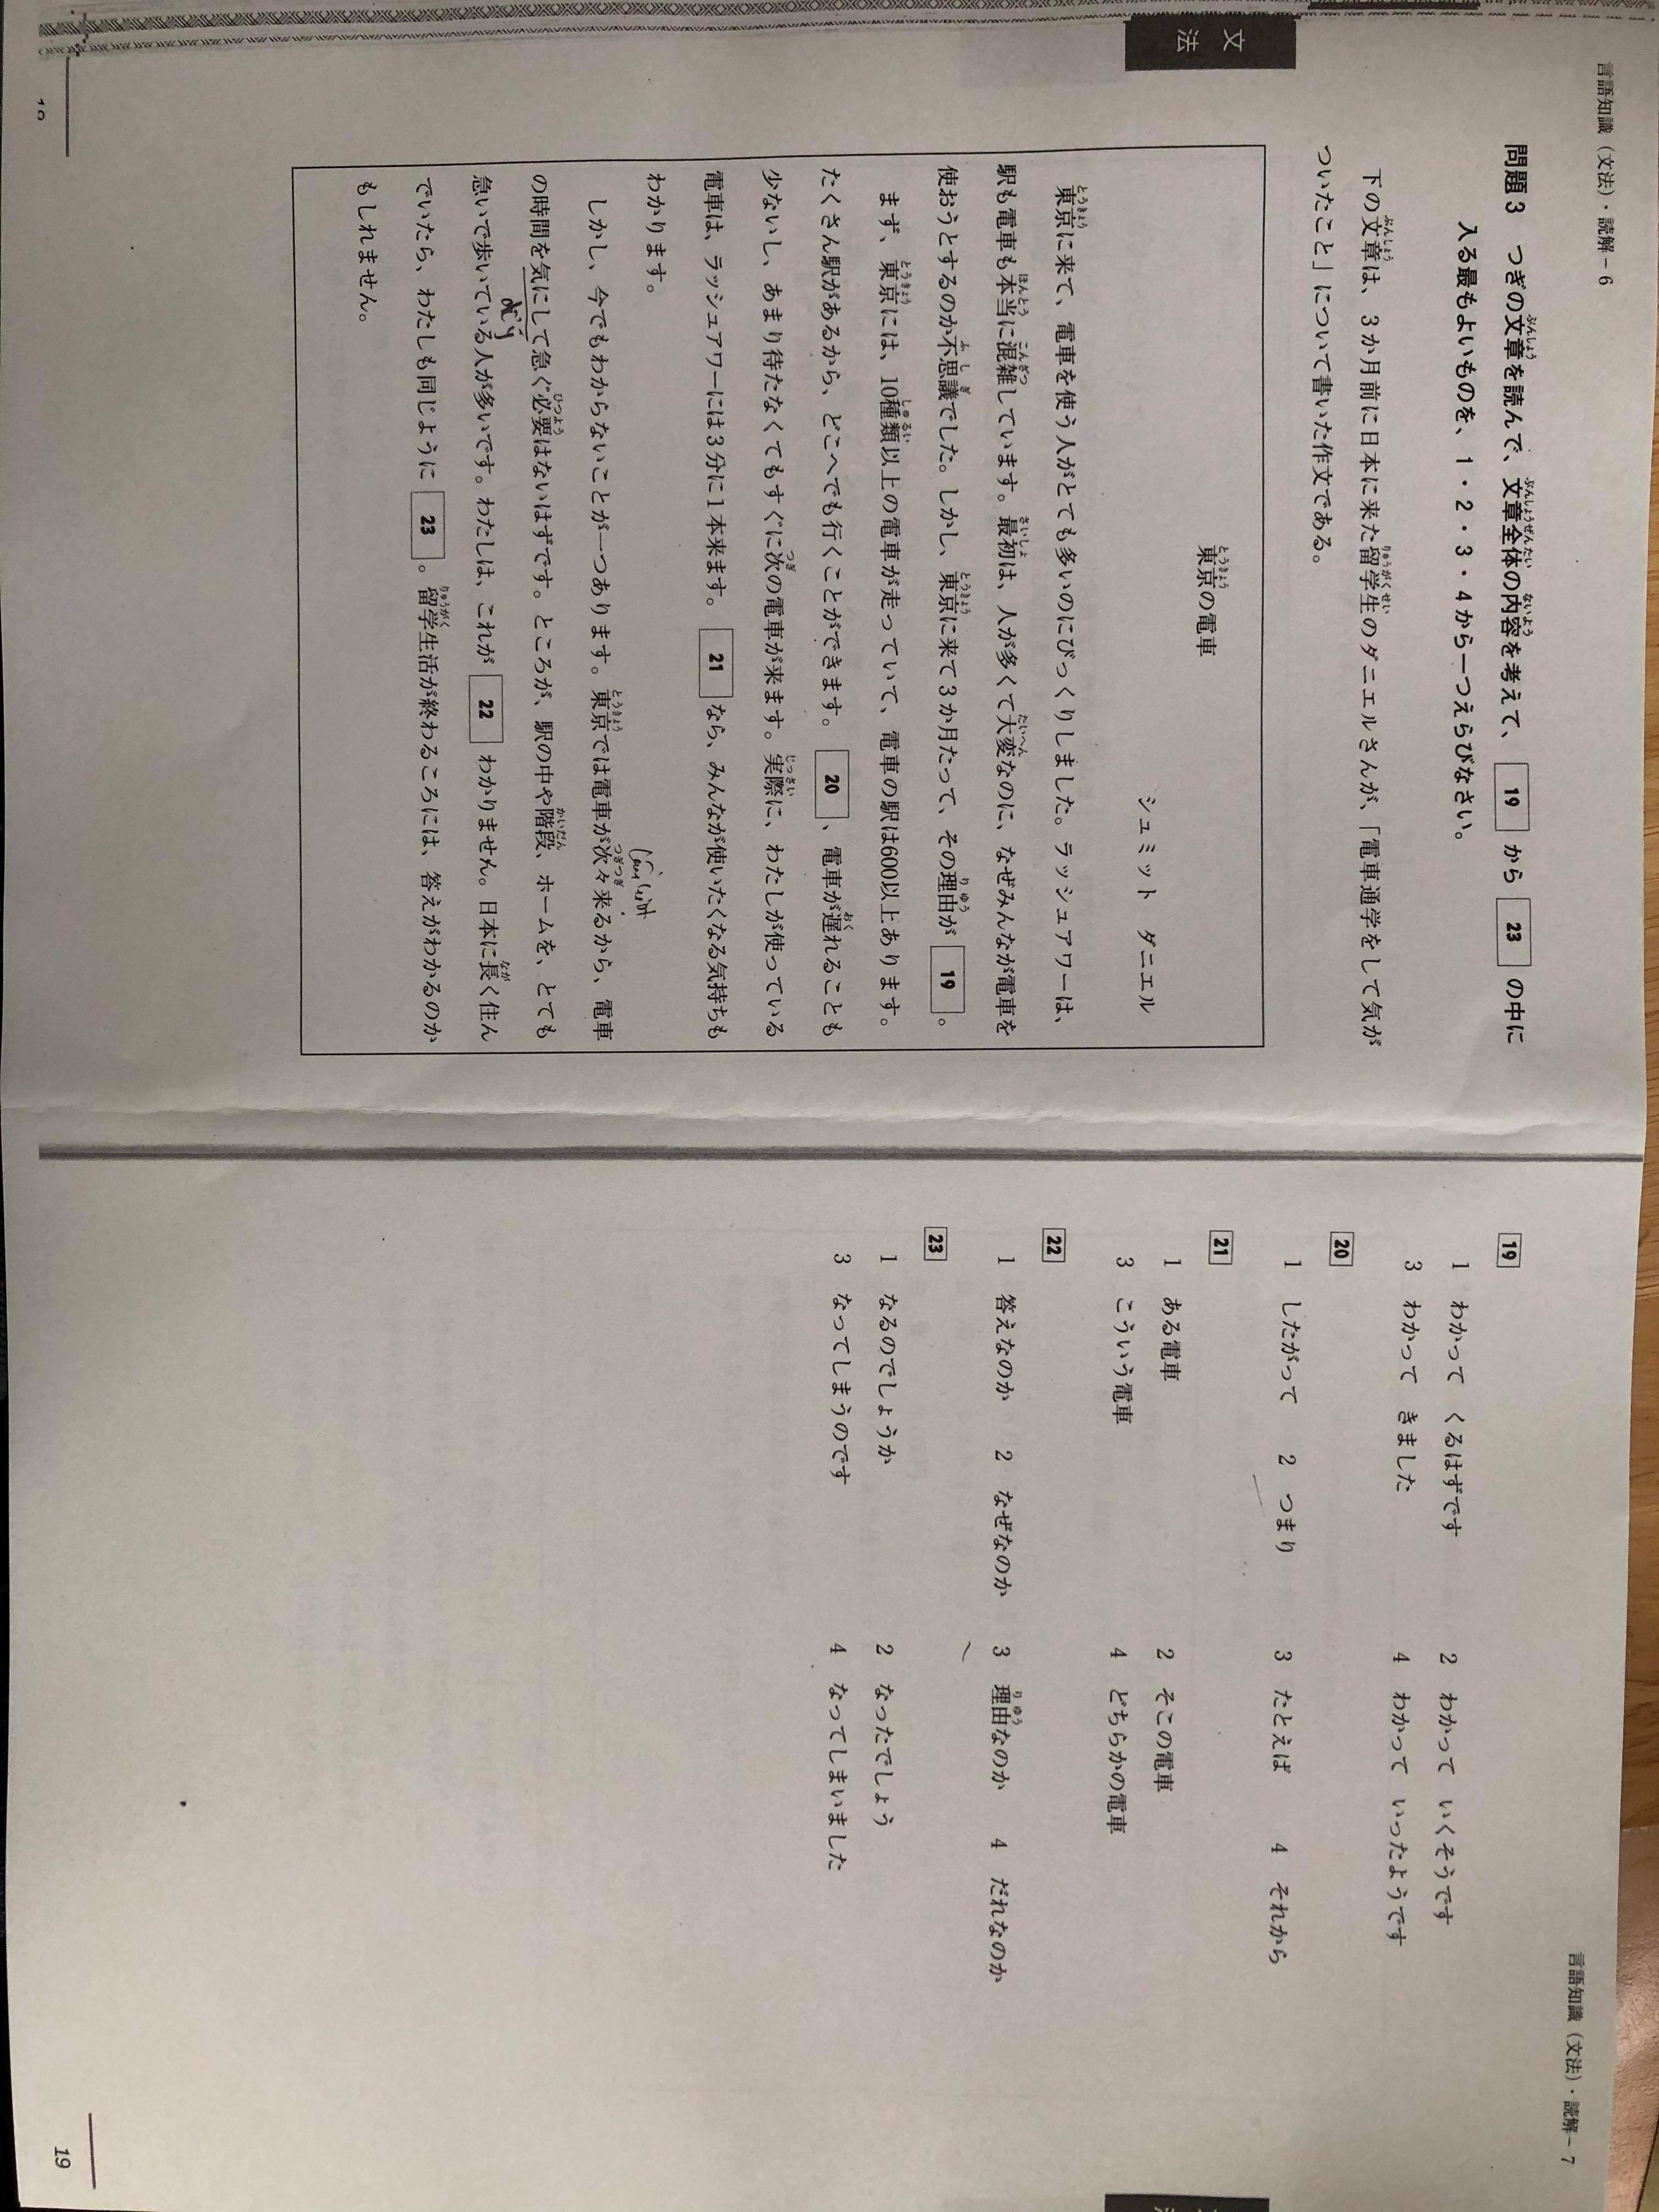 言語知識（文法）・読解－6
文法
問題3 つぎの文章を読んで、文章全体の内容を考えて、 19 から 23 の中に
入る最もよいものを、1・2・3・4から一つえらびなさい。
下の文章は、3か月前に日本に来た留学生のダニエルさんが、「電車通学をして気が
ついたこと」について書いた作文である。
東京の電車
シュミット ダニエル
東京に来て、電車を使う人がとても多いのにびっくりしました。ラッシュアワーは、
駅も電車も本当に混雑しています。最初は、人が多くて大変なのに、なぜみんなが電車を
使おうとするのか不思議でした。しかし、東京に来て3か月たって、その理由が 19 。
まず、東京には、10種類以上の電車が走っていて、電車の駅は600以上あります。
たくさん駅があるから、どこへでも行くことができます。 20 、電車が遅れることも
少ないし、あまり待たなくてもすぐに次の電車が来ます。実際に、わたしが使っている
電車は、ラッシュアワーには3分に1本来ます。 21 なら、みんなが使いたくなる気持ちも
わかります。
しかし、今でもわからないことが一つあります。東京では電車が次々来るから、電車
の時間を気にして急ぐ必要はないはずです。ところが、駅の中や階段、ホームを、とても
急いで歩いている人が多いです。わたしは、これが 22 わかりません。日本に長く住ん
でいたら、わたしも同じように 23 。留学生活が終わるころには、答えがわかるのか
もしれません。
言語知識（文法）・読解－7
19
1 わかって くるはずです 2 わかって いくそうです
3 わかって きました 4 わかって いったようです
20
1 したがって 2 つまり 3 たとえば 4 それから
21
1 ある電車 2 そこの電車
3 こういう電車 4 どちらかの電車
22
1 答えなのか 2 なぜなのか 3 理由なのか 4 だれなのか
23
1 なるのでしょうか 2 なったでしょう
3 なってしまうのです 4 なってしまいました
19